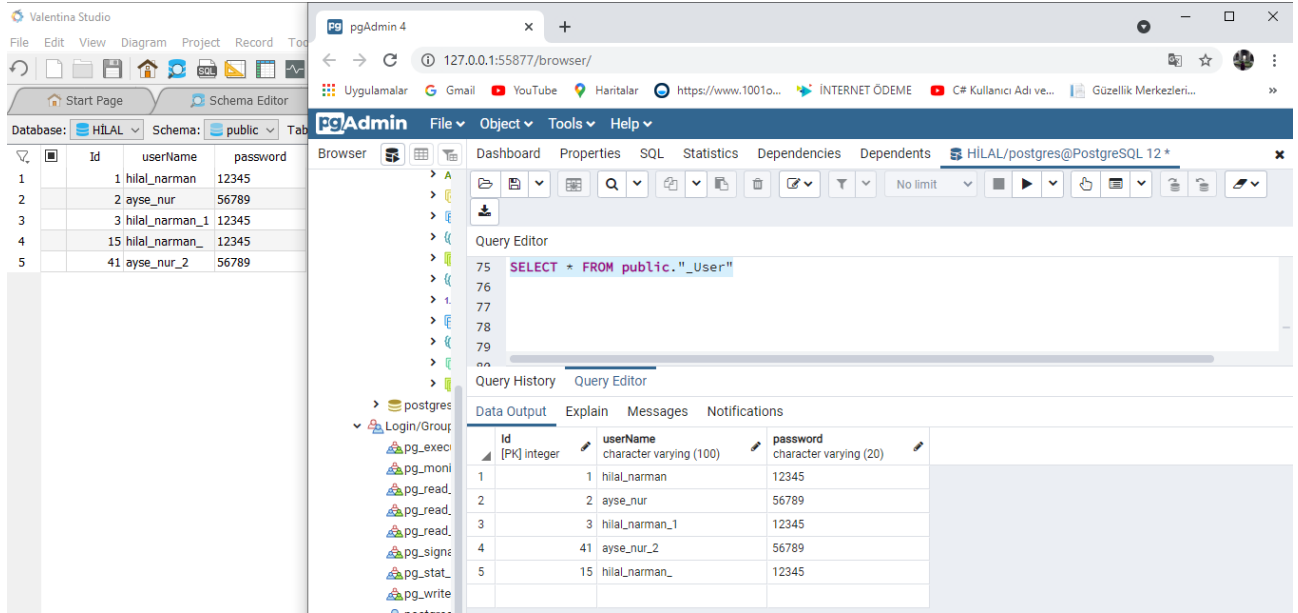 Valentina Studio
File Edit View Diagram Project Record Too
SQL
Start Page Schema Editor
Database: HİLAL Schema: public Tab
Id userName password
1 1 hilal_narman 12345
2 2 ayse_nur 56789
3 3 hilal_narman_1 12345
4 15 hilal_narman_ 12345
5 41 ayse_nur_2 56789
pgAdmin 4
127.0.0.1:55877/browser/
Uygulamalar Gmail YouTube Haritalar https://www.1001o... İNTERNET ÖDEME C# Kullanıcı Adı ve... Güzellik Merkezleri... »
pgAdmin File Object Tools Help
Browser
Dashboard Properties SQL Statistics Dependencies Dependents HİLAL/postgres@PostgreSQL 12 *
No limit
Query Editor
75 SELECT * FROM public."_User"
76
77
78
79
Query History Query Editor
Data Output Explain Messages Notifications
Id userName password
[PK] integer character varying (100) character varying (20)
1 1 hilal_narman 12345
2 2 ayse_nur 56789
3 3 hilal_narman_1 12345
4 41 ayse_nur_2 56789
5 15 hilal_narman_ 12345
postgres
Login/Group
pg_exec
pg_moni
pg_read_
pg_read_
pg_read_
pg_signa
pg_stat_
pg_write